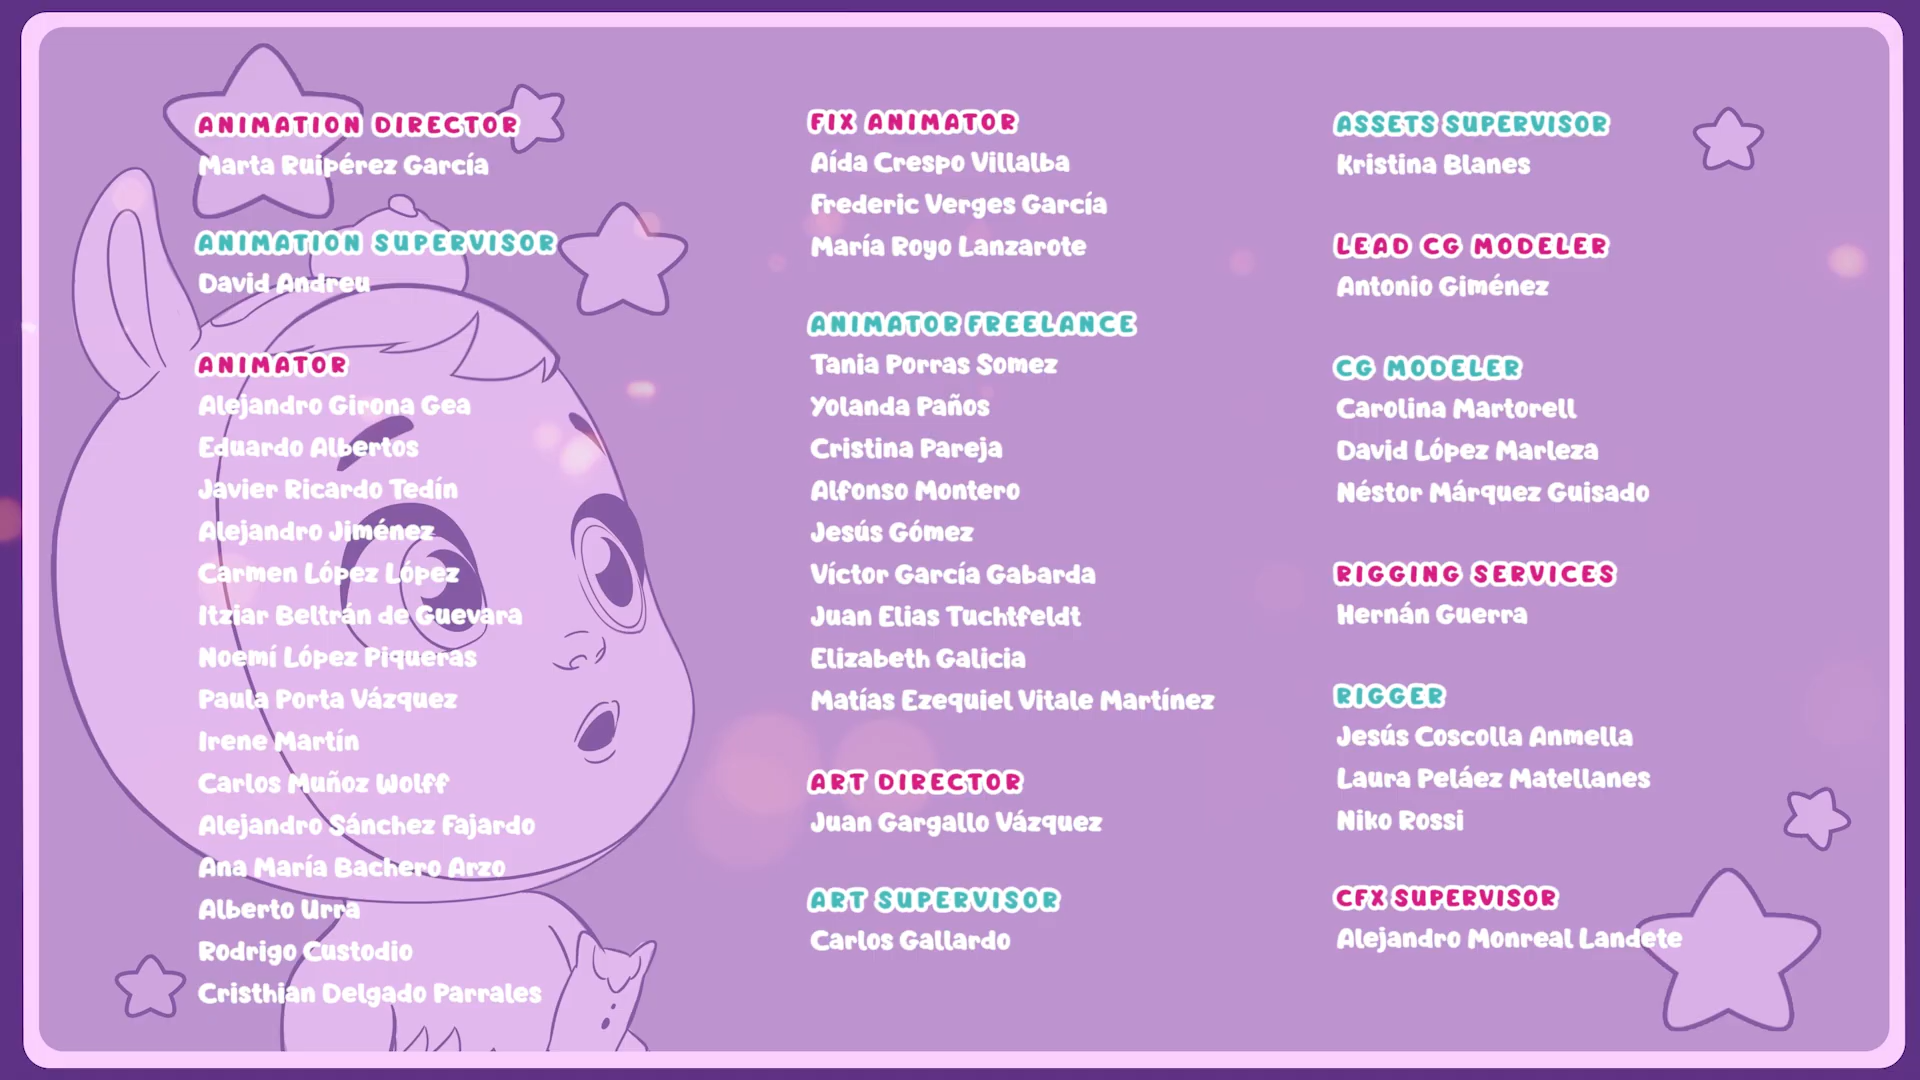 ANIMATION DIRECTOR
Marta Ruipérez García
ANIMATION SUPERVISOR
David Andreu
ANIMATOR
Alejandro Girona Gea
Eduardo Albertos
Javier Ricardo Tedín
Alejandro Jiménez
Carmen López López
Itziar Beltrán de Guevara
Noemí López Piqueras
Paula Porta Vázquez
Irene Martín
Carlos Muñoz Wolff
Alejandro Sánchez Fajardo
Ana María Bachero Arzo
Alberto Urra
Rodrigo Custodio
Cristhian Delgado Parrales
FIX ANIMATOR
Aída Crespo Villalba
Frederic Verges García
María Royo Lanzarote
ANIMATOR FREELANCE
Tania Porras Somez
Yolanda Paños
Cristina Pareja
Alfonso Montero
Jesús Gómez
Víctor García Gabarda
Juan Elias Tuchtfeldt
Elizabeth Galicia
Matías Ezequiel Vitale Martínez
ART DIRECTOR
Juan Gargallo Vázquez
ART SUPERVISOR
Carlos Gallardo
ASSETS SUPERVISOR
Kristina Blanes
LEAD CG MODELER
Antonio Giménez
CG MODELER
Carolina Martorell
David López Marleza
Néstor Márquez Guisado
RIGGING SERVICES
Hernán Guerra
RIGGER
Jesús Coscolla Anmella
Laura Peláez Matellanes
Niko Rossi
CFX SUPERVISOR
Alejandro Monreal Landete